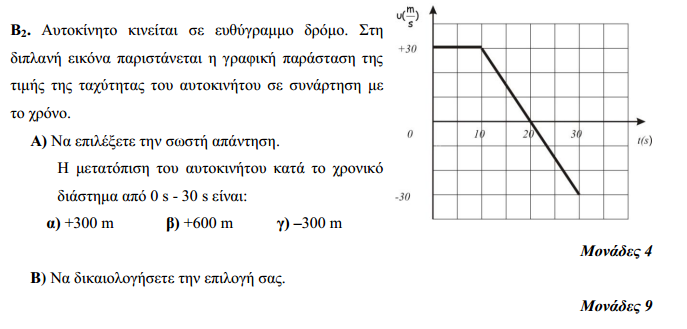 Β₂. Αυτοκίνητο κινείται σε ευθύγραμμο δρόμο. Στη
διπλανή εικόνα παριστάνεται η γραφική παράσταση της
τιμής της ταχύτητας του αυτοκινήτου σε συνάρτηση με
το χρόνο.
Α) Να επιλέξετε την σωστή απάντηση.
Η μετατόπιση του αυτοκινήτου κατά το χρονικό
διάστημα από 0 s - 30 s είναι:
α) +300 m β) +600 m γ) –300 m
υ(m/s)
+30
0 10 20 30 t(s)
-30
Μονάδες 4
Β) Να δικαιολογήσετε την επιλογή σας.
Μονάδες 9